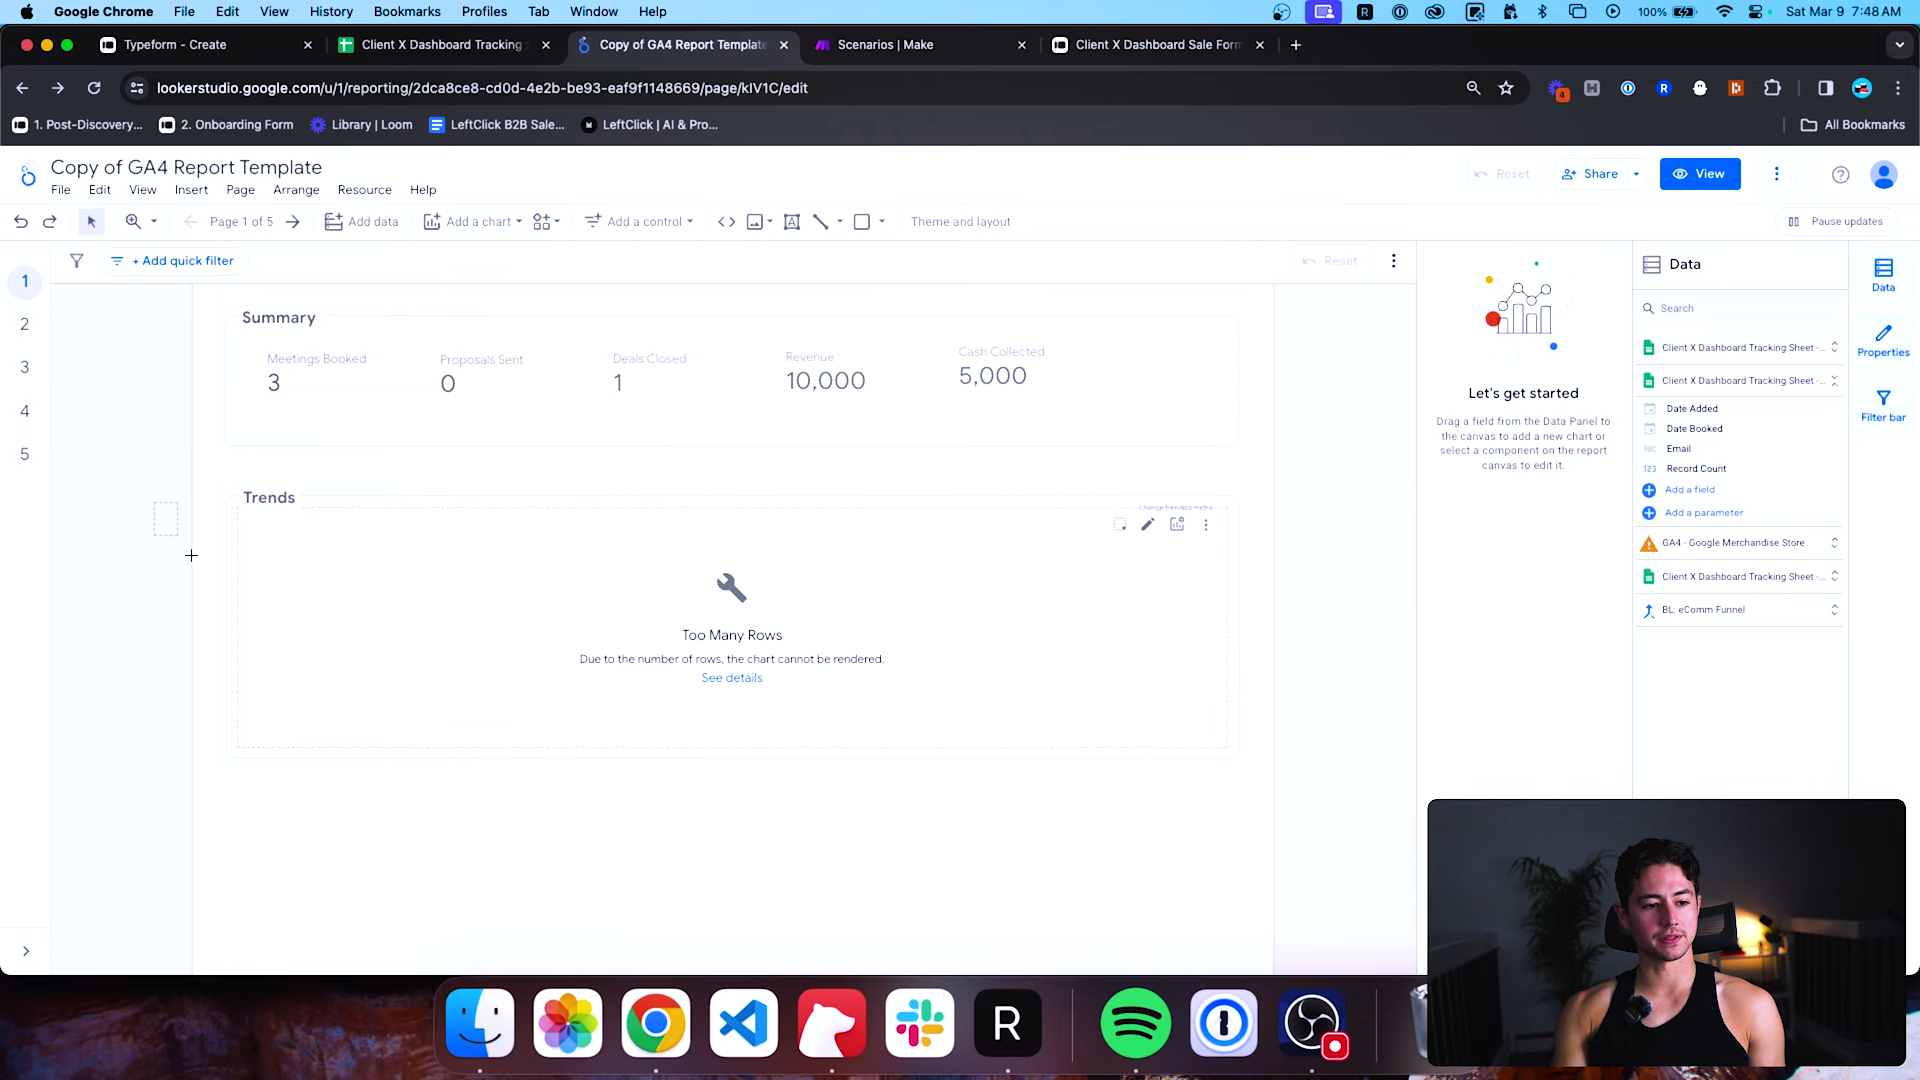 Google Chrome File Edit View History Bookmarks Profiles Tab Window Help 100% Sat Mar 9 7:48 AM
Typeform - Create Client X Dashboard Tracking Copy of GA4 Report Template Scenarios | Make Client X Dashboard Sale Form
lookerstudio.google.com/u/1/reporting/2dca8ce8-cd0d-4e2b-be93-eaf9f1148669/page/kIV1C/edit
4
1. Post-Discovery... 2. Onboarding Form Library | Loom LeftClick B2B Sale... LeftClick | AI & Pro... All Bookmarks
Copy of GA4 Report Template
File Edit View Insert Page Arrange Resource Help
Reset Share View
Page 1 of 5 Add data Add a chart Add a control Theme and layout Pause updates
+ Add quick filter Reset
1
2
3
4
5
Summary
Meetings Booked
3
Proposals Sent
0
Deals Closed
1
Revenue
10,000
Cash Collected
5,000
Trends
Change trended metric
Too Many Rows
Due to the number of rows, the chart cannot be rendered.
See details
Let's get started
Drag a field from the Data Panel to
the canvas to add a new chart or
select a component on the report
canvas to edit it.
Data
Search
Client X Dashboard Tracking Sheet -...
Client X Dashboard Tracking Sheet -...
Date Added
Date Booked
ABC Email
123 Record Count
Add a field
Add a parameter
GA4 - Google Merchandise Store
Client X Dashboard Tracking Sheet -...
BL: eComm Funnel
Data
Properties
Filter bar
R